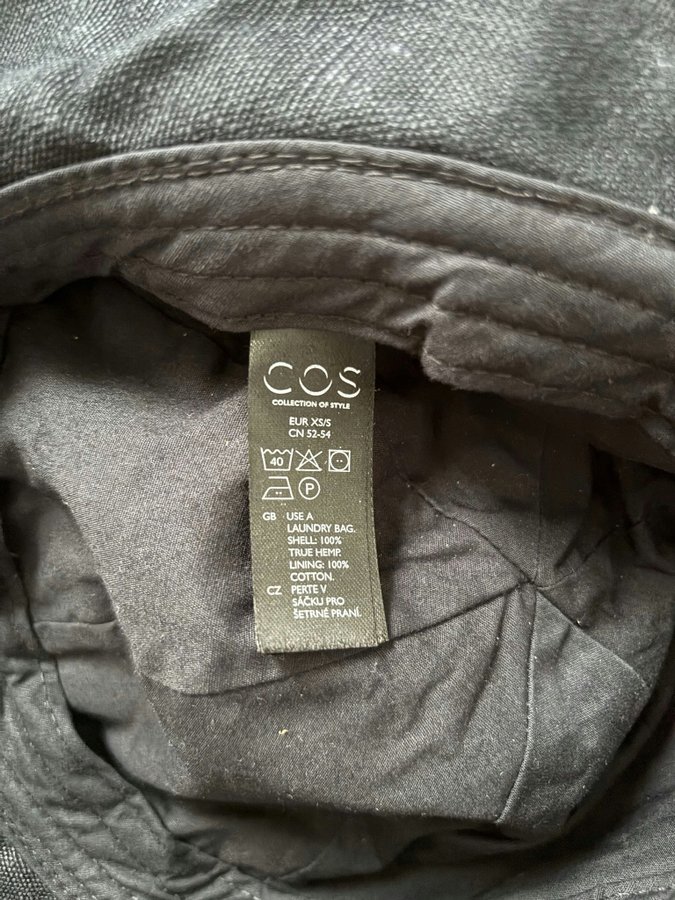 COS
COLLECTION OF STYLE
EUR XS/S
CN 52-54
40
P
GB USE A
LAUNDRY BAG.
SHELL: 100%
TRUE HEMP.
LINING: 100%
COTTON.
CZ PERTE V
SÁČKU PRO
ŠETRNÉ PRANÍ.